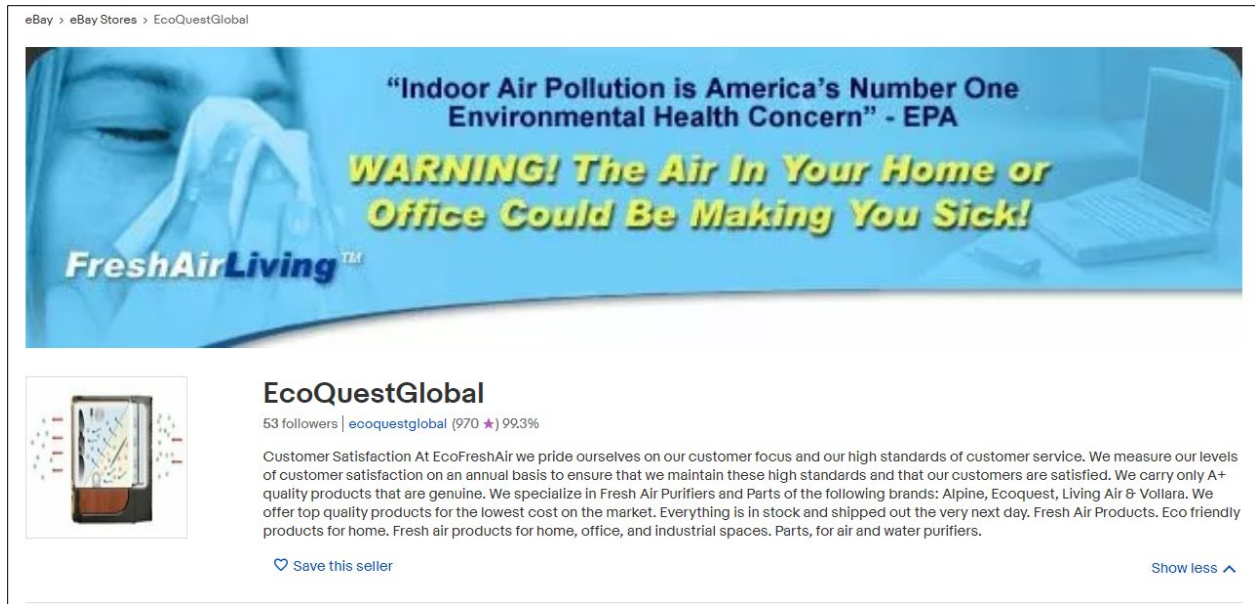 eBay > eBay Stores > EcoQuestGlobal
“Indoor Air Pollution is America’s Number One
Environmental Health Concern” - EPA
WARNING! The Air In Your Home or
Office Could Be Making You Sick!
FreshAirLiving™
EcoQuestGlobal
53 followers | ecoquestglobal (970 ★) 99.3%
Customer Satisfaction At EcoFreshAir we pride ourselves on our customer focus and our high standards of customer service. We measure our levels
of customer satisfaction on an annual basis to ensure that we maintain these high standards and that our customers are satisfied. We carry only A+
quality products that are genuine. We specialize in Fresh Air Purifiers and Parts of the following brands: Alpine, Ecoquest, Living Air & Vollara. We
offer top quality products for the lowest cost on the market. Everything is in stock and shipped out the very next day. Fresh Air Products. Eco friendly
products for home. Fresh air products for home, office, and industrial spaces. Parts, for air and water purifiers.
Save this seller
Show less